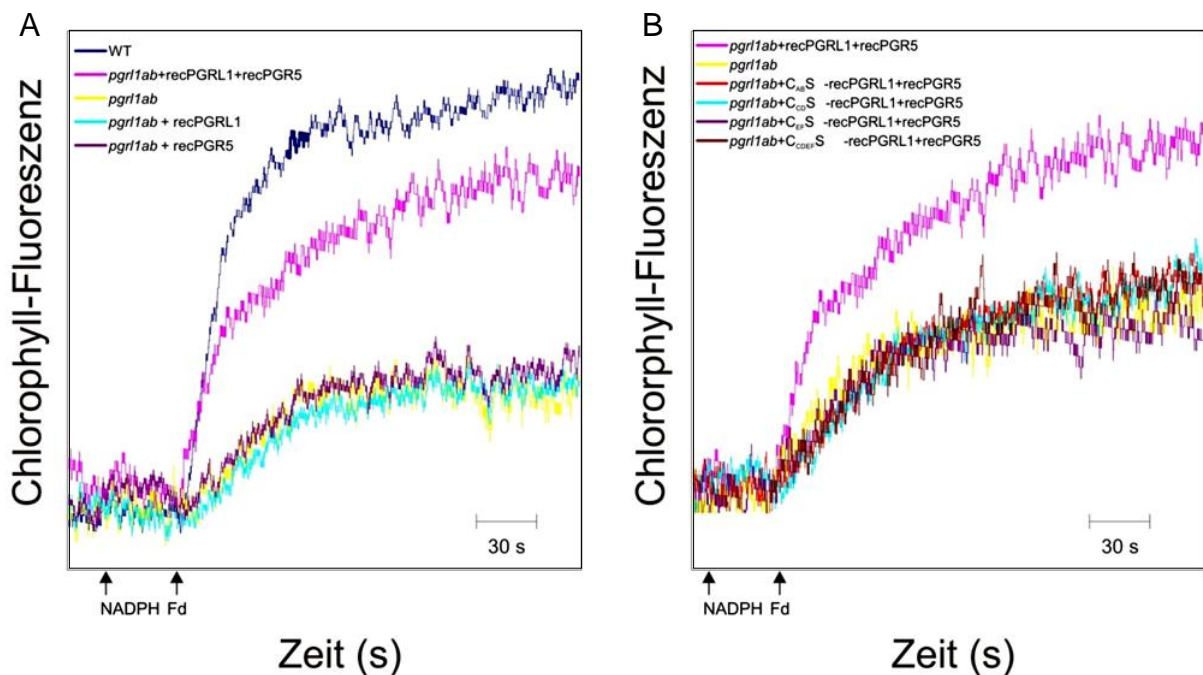 A
WT
pgrl1ab+recPGRL1+recPGR5
pgrl1ab
pgrl1ab + recPGRL1
pgrl1ab + recPGR5
Chlorophyll-Fluoreszenz
30 s
NADPH Fd
Zeit (s)
B
pgrl1ab+recPGRL1+recPGR5
pgrl1ab
pgrl1ab+CABS -recPGRL1+recPGR5
pgrl1ab+CCDS -recPGRL1+recPGR5
pgrl1ab+CEFS -recPGRL1+recPGR5
pgrl1ab+CCDEFS -recPGRL1+recPGR5
Chlororphyll-Fluoreszenz
30 s
NADPH Fd
Zeit (s)